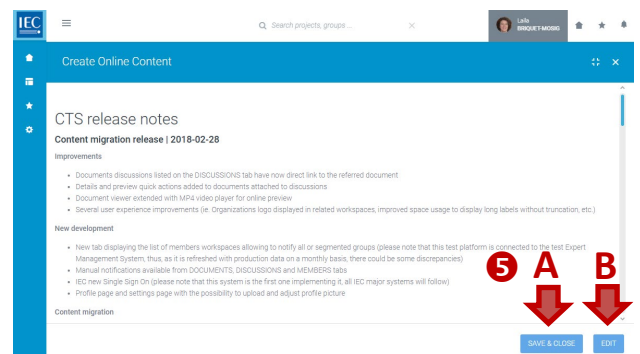 IEC
Search projects, groups ...
Laila
BRIQUET-MOSIG
Create Online Content
CTS release notes
Content migration release | 2018-02-28
Improvements
Documents discussions listed on the DISCUSSIONS tab have now direct link to the referred document
Details and preview quick actions added to documents attached to discussions
Document viewer extended with MP4 video player for online preview
Several user experience improvements (ie. Organizations logo displayed in related workspaces, improved space usage to display long labels without truncation, etc.)
New development
New tab displaying the list of members workspaces allowing to notify all or segmented groups (please note that this test platform is connected to the test Expert
Management System, thus, as it is refreshed with production data on a monthly basis, there could be some discrepancies)
Manual notifications available from DOCUMENTS, DISCUSSIONS and MEMBERS tabs
IEC new Single Sign On (please note that this system is the first one implementing it, all IEC major systems will follow)
Profile page and settings page with the possibility to upload and adjust profile picture
5 A B
Content migration
SAVE & CLOSE EDIT